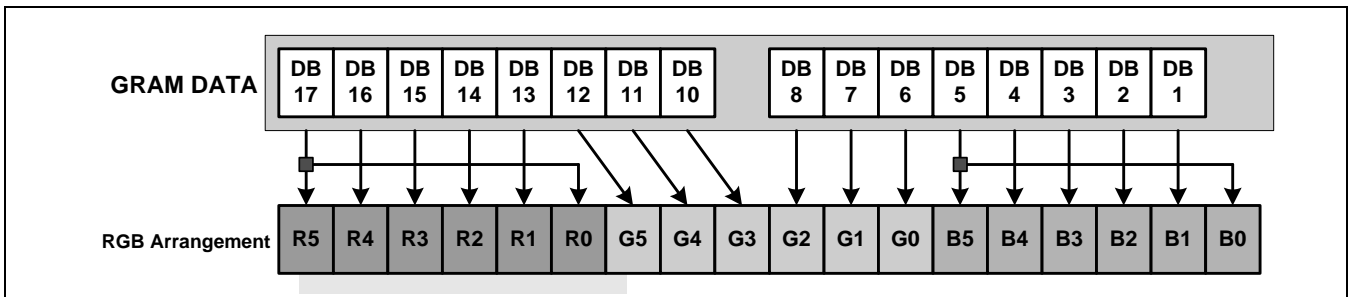 GRAM DATA DB 17 DB 16 DB 15 DB 14 DB 13 DB 12 DB 11 DB 10 DB 8 DB 7 DB 6 DB 5 DB 4 DB 3 DB 2 DB 1
RGB Arrangement R5 R4 R3 R2 R1 R0 G5 G4 G3 G2 G1 G0 B5 B4 B3 B2 B1 B0